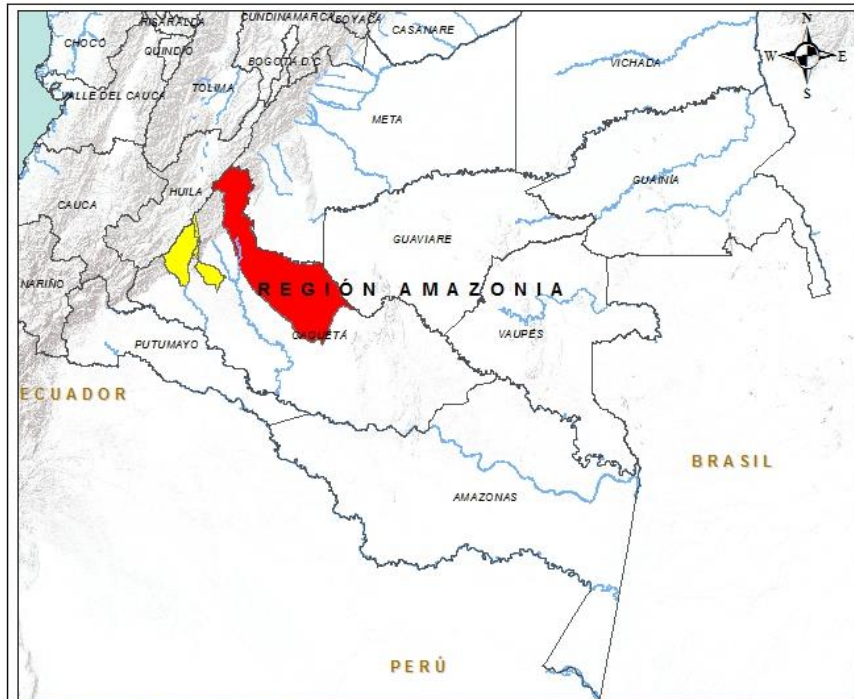 RISARALDA
CUNDINAMARCA
BOYACÁ
CASANARE
N
CHOCÓ
QUINDÍO
BOGOTÁ D.C
W
E
VICHADA
S
VALLE DEL CAUCA
TOLIMA
META
HUILA
GUAINÍA
CAUCA
GUAVIARE
NARIÑO
REGIÓN AMAZONIA
CAQUETÁ
VAUPÉS
PUTUMAYO
ECUADOR
BRASIL
AMAZONAS
PERÚ